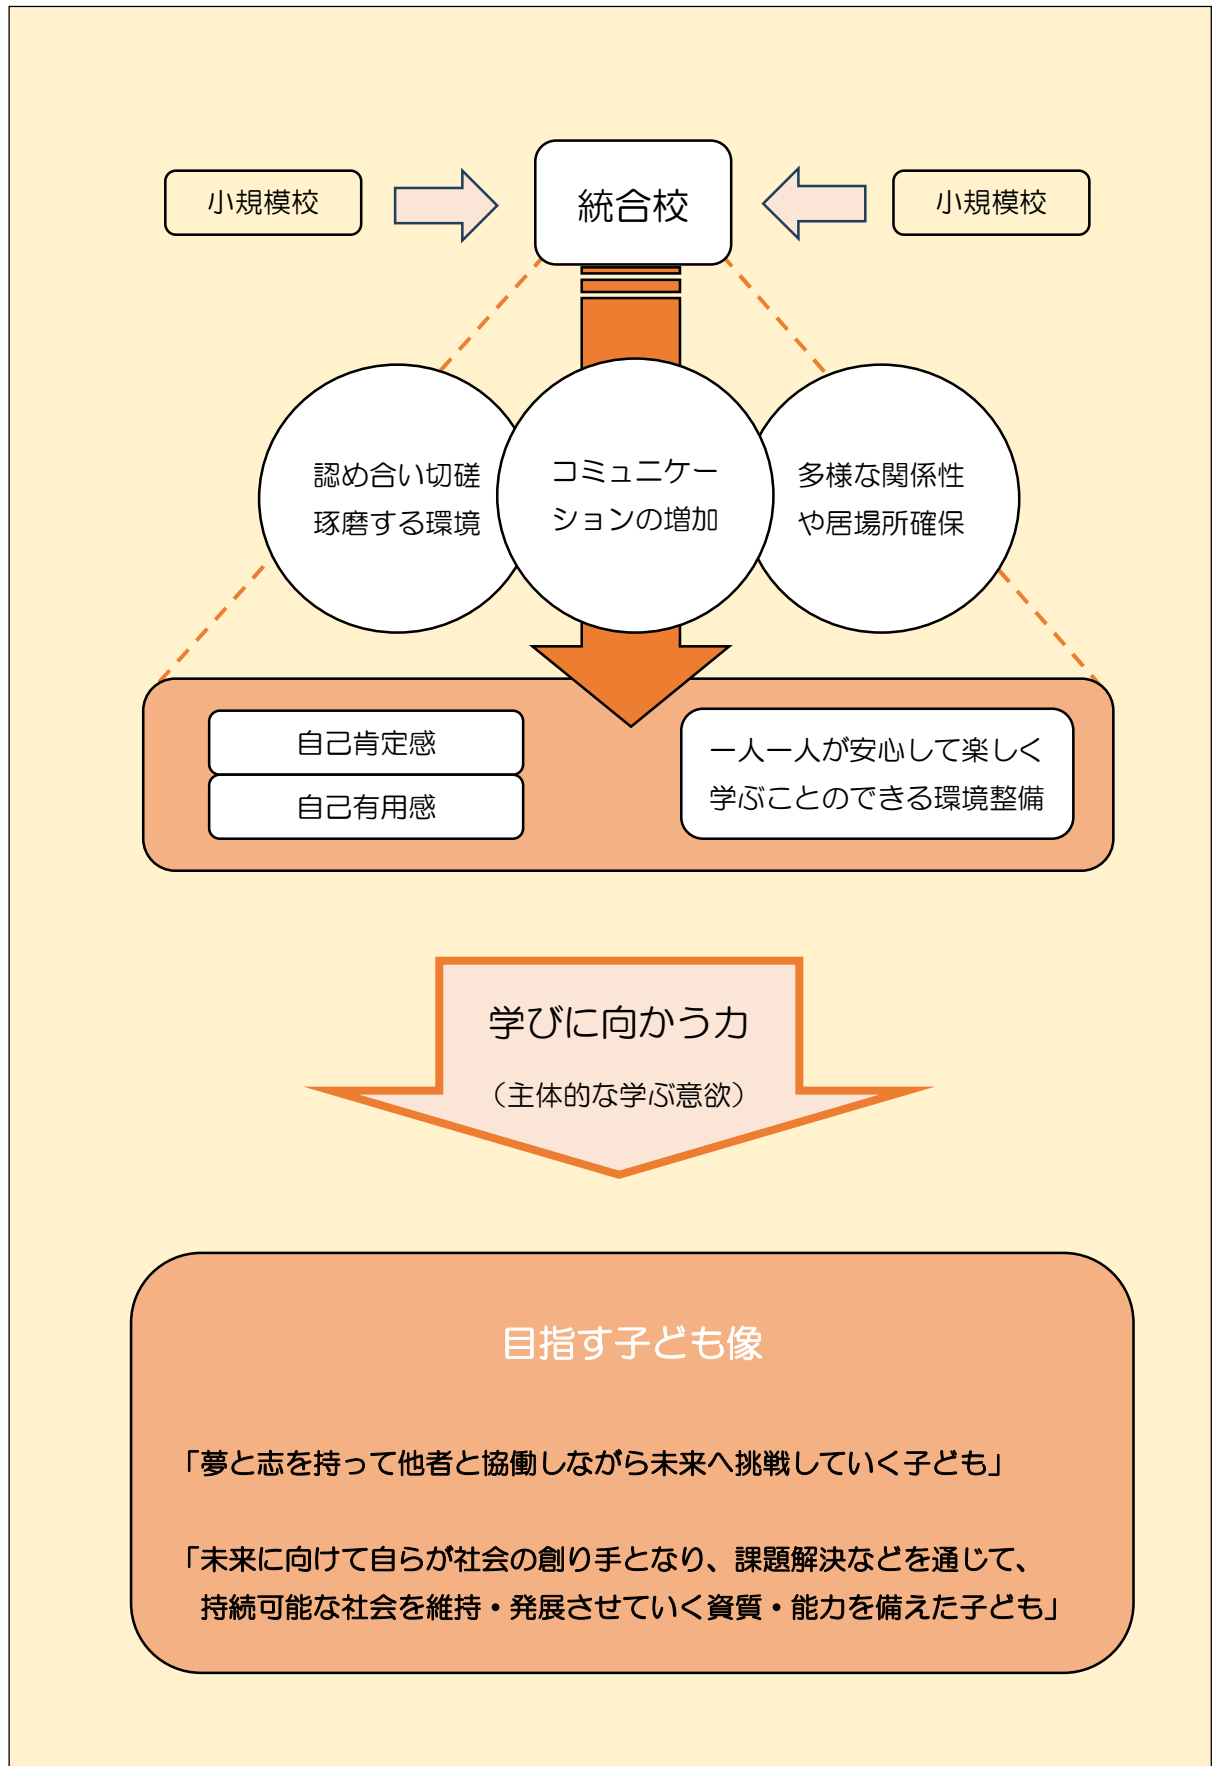 小規模校
統合校
小規模校
認め合い切磋
琢磨する環境
コミュニケー
ションの増加
多様な関係性
や居場所確保
自己肯定感
自己有用感
一人一人が安心して楽しく
学ぶことのできる環境整備
学びに向かう力
（主体的な学ぶ意欲）
目指す子ども像
「夢と志を持って他者と協働しながら未来へ挑戦していく子ども」
「未来に向けて自らが社会の創り手となり、課題解決などを通じて、
持続可能な社会を維持・発展させていく資質・能力を備えた子ども」